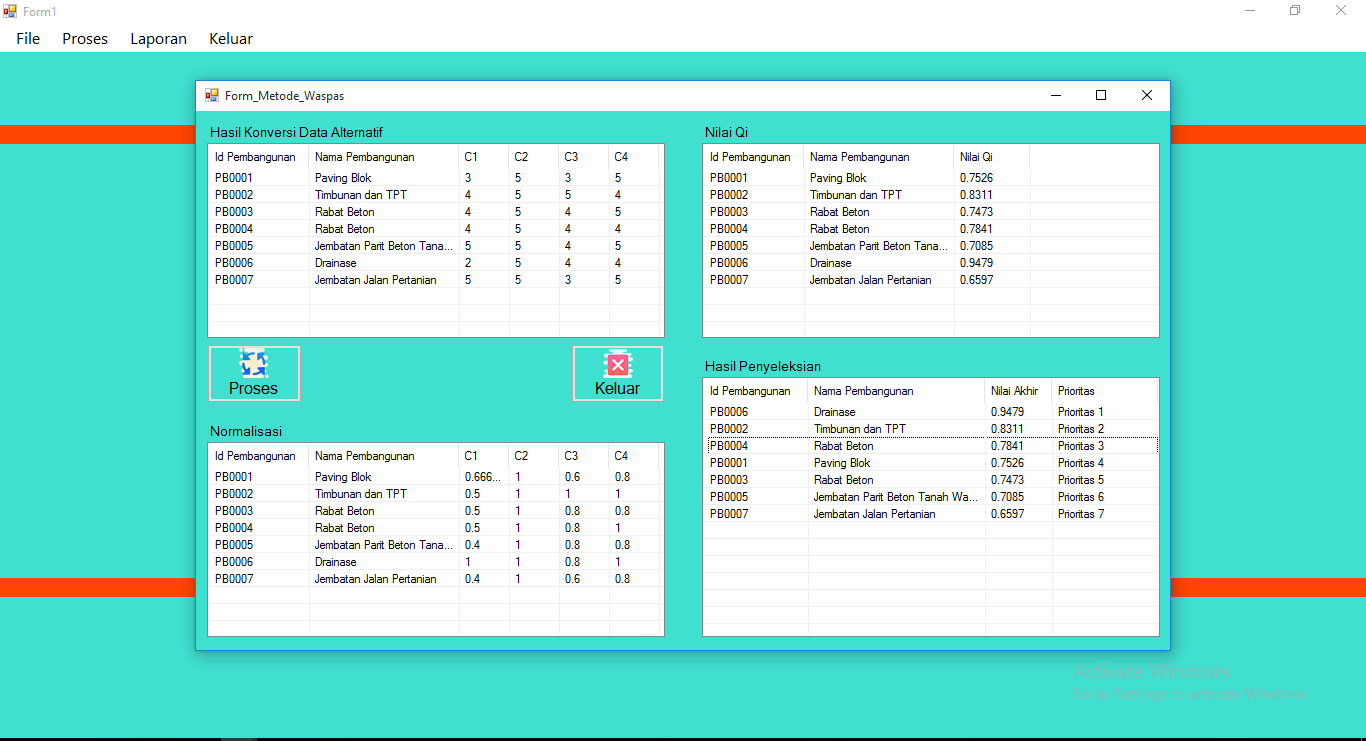 Form1
File Proses Laporan Keluar
Form_Metode_Waspas
Hasil Konversi Data Alternatif
Id Pembangunan Nama Pembangunan C1 C2 C3 C4
PB0001 Paving Blok 3 5 3 5
PB0002 Timbunan dan TPT 4 5 5 4
PB0003 Rabat Beton 4 5 4 5
PB0004 Rabat Beton 4 5 4 4
PB0005 Jembatan Parit Beton Tana... 5 5 4 5
PB0006 Drainase 2 5 4 4
PB0007 Jembatan Jalan Pertanian 5 5 3 5
Proses
Keluar
Normalisasi
Id Pembangunan Nama Pembangunan C1 C2 C3 C4
PB0001 Paving Blok 0.666... 1 0.6 0.8
PB0002 Timbunan dan TPT 0.5 1 1 1
PB0003 Rabat Beton 0.5 1 0.8 0.8
PB0004 Rabat Beton 0.5 1 0.8 1
PB0005 Jembatan Parit Beton Tana... 0.4 1 0.8 0.8
PB0006 Drainase 1 1 0.8 1
PB0007 Jembatan Jalan Pertanian 0.4 1 0.6 0.8
Nilai Qi
Id Pembangunan Nama Pembangunan Nilai Qi
PB0001 Paving Blok 0.7526
PB0002 Timbunan dan TPT 0.8311
PB0003 Rabat Beton 0.7473
PB0004 Rabat Beton 0.7841
PB0005 Jembatan Parit Beton Tana... 0.7085
PB0006 Drainase 0.9479
PB0007 Jembatan Jalan Pertanian 0.6597
Hasil Penyeleksian
Id Pembangunan Nama Pembangunan Nilai Akhir Prioritas
PB0006 Drainase 0.9479 Prioritas 1
PB0002 Timbunan dan TPT 0.8311 Prioritas 2
PB0004 Rabat Beton 0.7841 Prioritas 3
PB0001 Paving Blok 0.7526 Prioritas 4
PB0003 Rabat Beton 0.7473 Prioritas 5
PB0005 Jembatan Parit Beton Tanah Wa... 0.7085 Prioritas 6
PB0007 Jembatan Jalan Pertanian 0.6597 Prioritas 7
Activate Windows
Go to Settings to activate Windows.